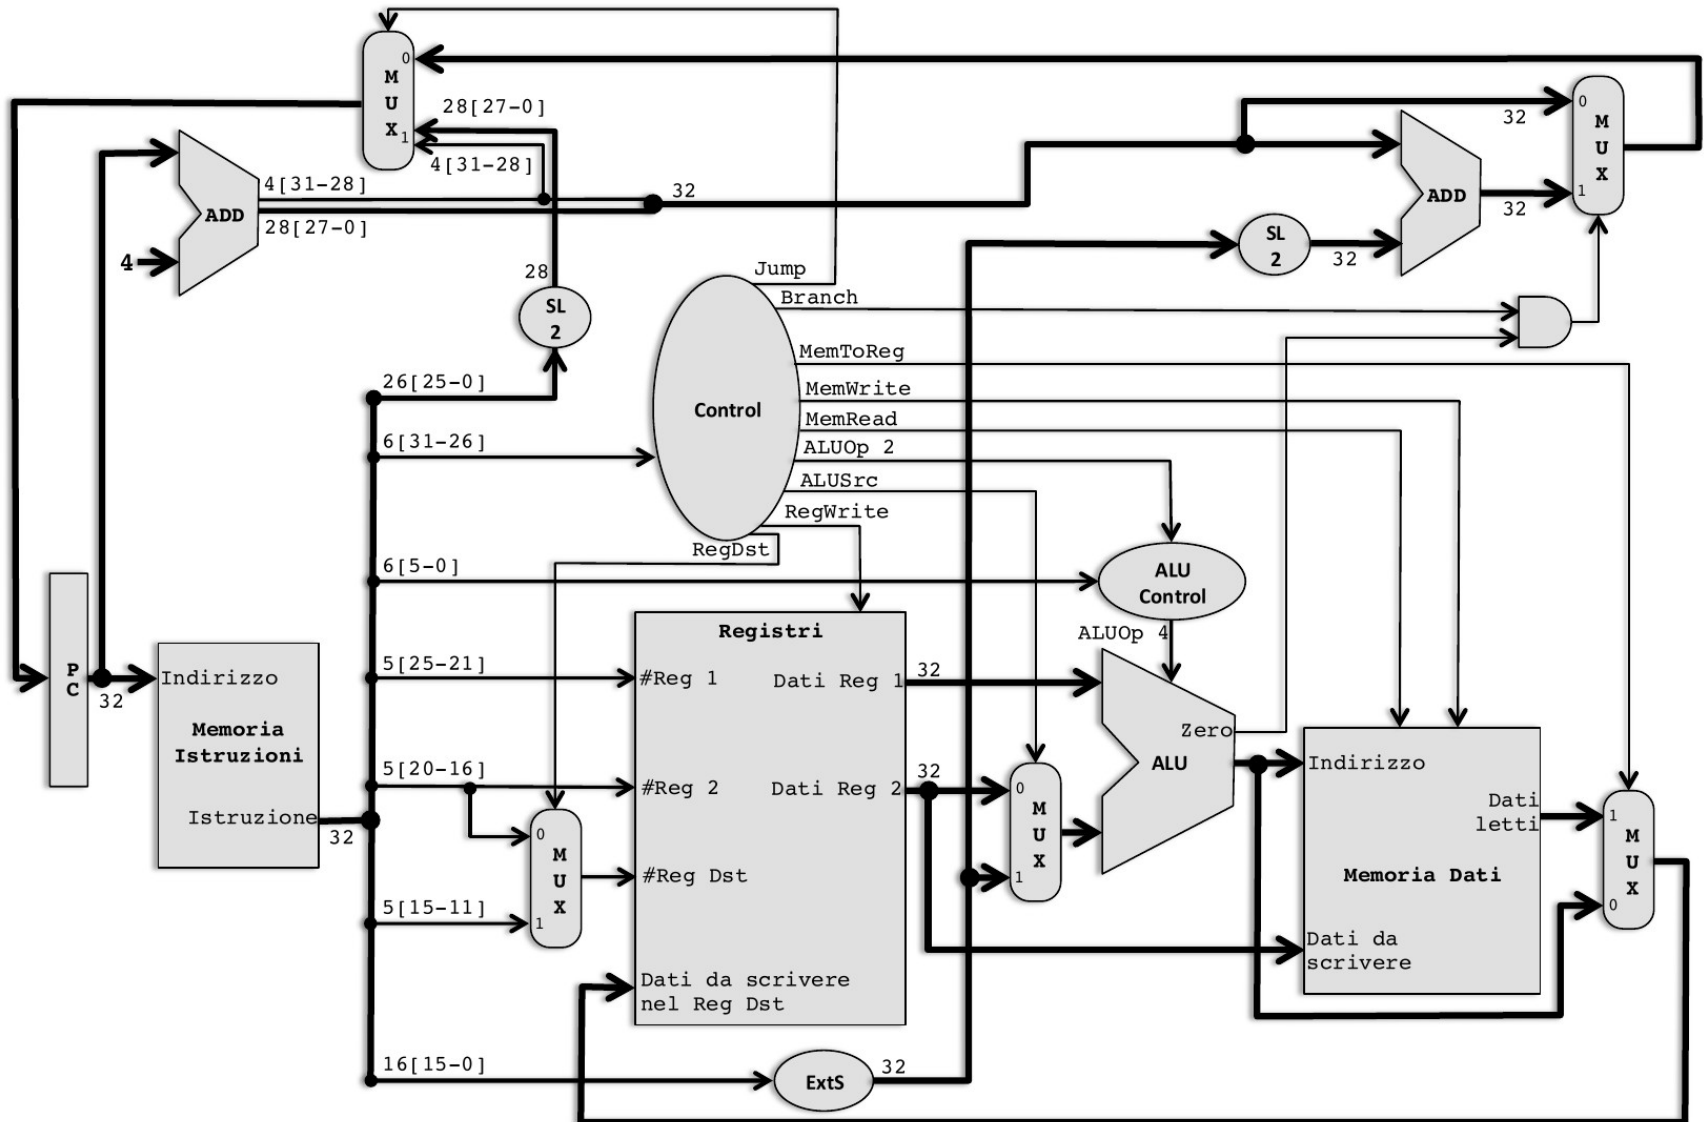 0
M
U
X
1
28[27-0]
4[31-28]
4[31-28]
32
ADD
28[27-0]
4
28
SL
2
0
M
U
X
1
32
ADD
32
SL
2
32
Jump
Branch
MemToReg
MemWrite
MemRead
ALUOp 2
ALUSrc
RegWrite
RegDst
Control
26[25-0]
6[31-26]
6[5-0]
ALU
Control
ALUOp 4
P
C
32
Indirizzo
Memoria
Istruzioni
Istruzione
32
5[25-21]
5[20-16]
5[15-11]
16[15-0]
0
M
U
X
1
Registri
#Reg 1
Dati Reg 1
32
#Reg 2
Dati Reg 2
32
#Reg Dst
Dati da scrivere
nel Reg Dst
ExtS
32
0
M
U
X
1
Zero
ALU
Indirizzo
Dati
letti
Memoria Dati
Dati da
scrivere
1
M
U
X
0